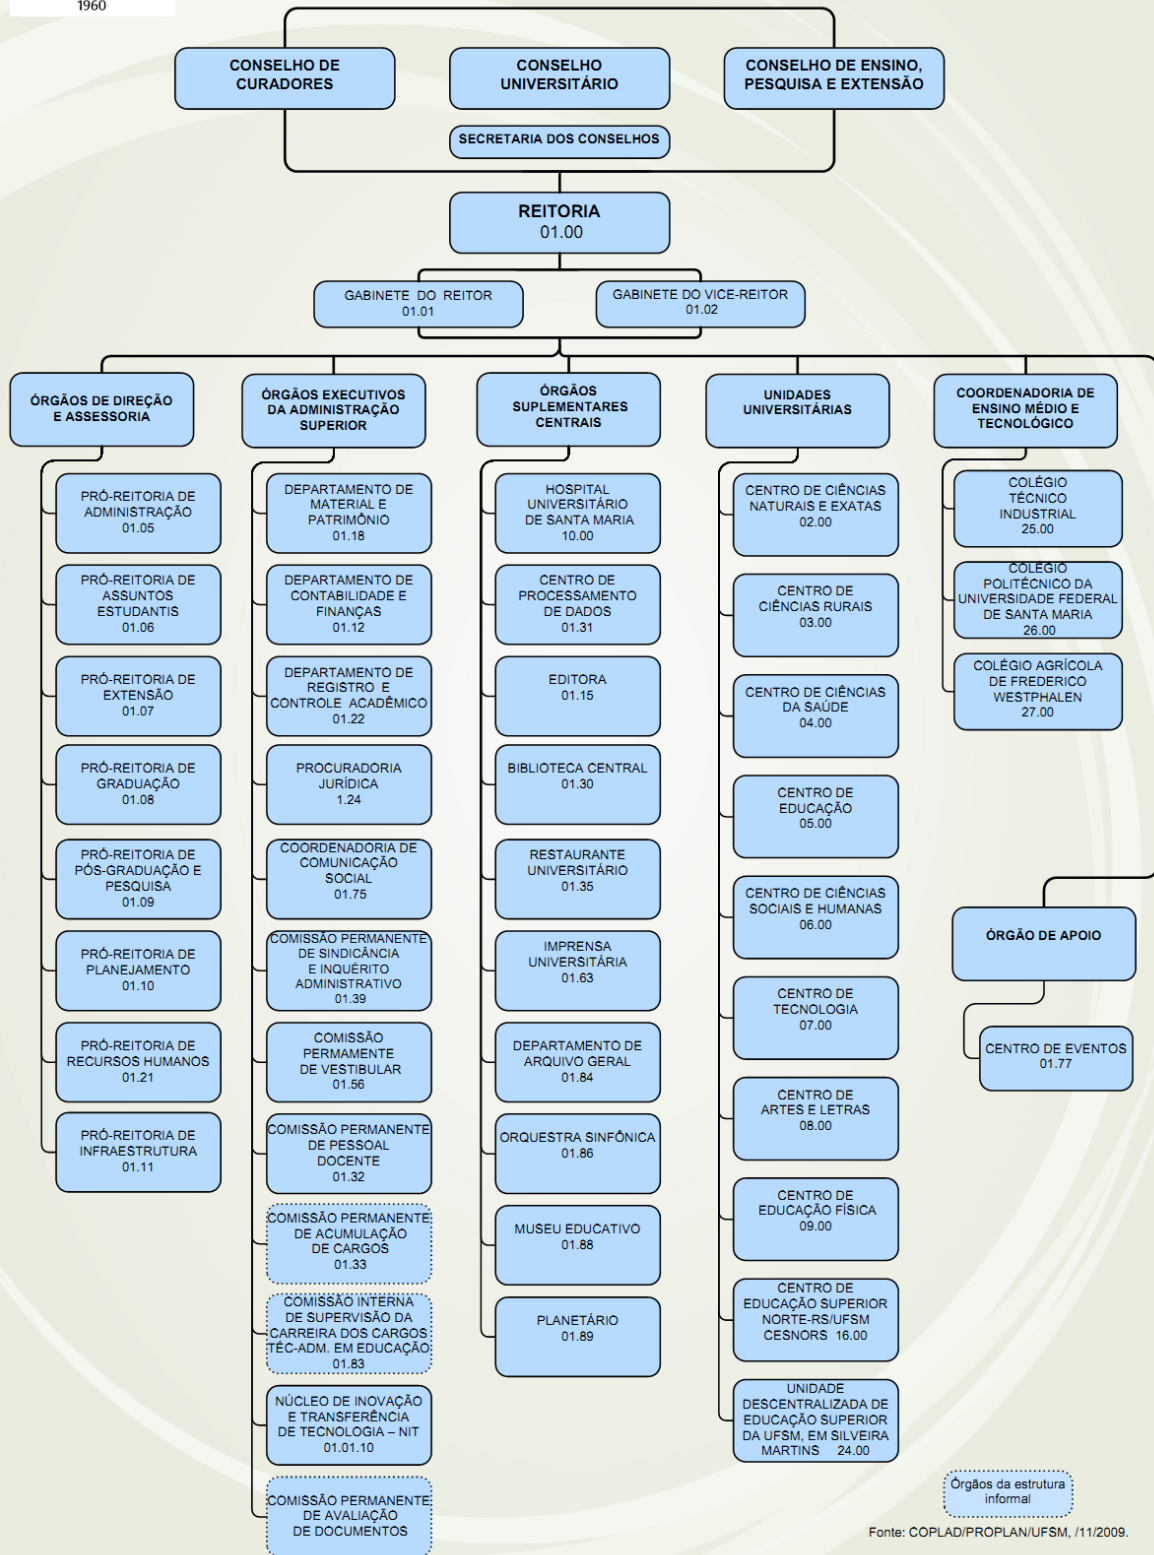 1960
CONSELHO DE
CURADORES
CONSELHO
UNIVERSITÁRIO
CONSELHO DE ENSINO,
PESQUISA E EXTENSÃO
SECRETARIA DOS CONSELHOS
REITORIA
01.00
GABINETE DO REITOR
01.01
GABINETE DO VICE-REITOR
01.02
ÓRGÃOS DE DIREÇÃO
E ASSESSORIA
PRÓ-REITORIA DE
ADMINISTRAÇÃO
01.05
PRÓ-REITORIA DE
ASSUNTOS
ESTUDANTIS
01.06
PRÓ-REITORIA DE
EXTENSÃO
01.07
PRÓ-REITORIA DE
GRADUAÇÃO
01.08
PRÓ-REITORIA DE
PÓS-GRADUAÇÃO E
PESQUISA
01.09
PRÓ-REITORIA DE
PLANEJAMENTO
01.10
PRÓ-REITORIA DE
RECURSOS HUMANOS
01.21
PRÓ-REITORIA DE
INFRAESTRUTURA
01.11
ÓRGÃOS EXECUTIVOS
DA ADMINISTRAÇÃO
SUPERIOR
DEPARTAMENTO DE
MATERIAL E
PATRIMÔNIO
01.18
DEPARTAMENTO DE
CONTABILIDADE E
FINANÇAS
01.12
DEPARTAMENTO DE
REGISTRO E
CONTROLE ACADÊMICO
01.22
PROCURADORIA
JURÍDICA
1.24
COORDENADORIA DE
COMUNICAÇÃO
SOCIAL
01.75
COMISSÃO PERMANENTE
DE SINDICÂNCIA
E INQUÉRITO
ADMINISTRATIVO
01.39
COMISSÃO
PERMAMENTE
DE VESTIBULAR
01.56
COMISSÃO PERMANENTE
DE PESSOAL
DOCENTE
01.32
COMISSÃO PERMANENTE
DE ACUMULAÇÃO
DE CARGOS
01.33
COMISSÃO INTERNA
DE SUPERVISÃO DA
CARREIRA DOS CARGOS
TÉC-ADM. EM EDUCAÇÃO
01.83
NÚCLEO DE INOVAÇÃO
E TRANSFERÊNCIA
DE TECNOLOGIA – NIT
01.01.10
COMISSÃO PERMANENTE
DE AVALIAÇÃO
DE DOCUMENTOS
ÓRGÃOS
SUPLEMENTARES
CENTRAIS
HOSPITAL
UNIVERSITÁRIO
DE SANTA MARIA
10.00
CENTRO DE
PROCESSAMENTO
DE DADOS
01.31
EDITORA
01.15
BIBLIOTECA CENTRAL
01.30
RESTAURANTE
UNIVERSITÁRIO
01.35
IMPRENSA
UNIVERSITÁRIA
01.63
DEPARTAMENTO DE
ARQUIVO GERAL
01.84
ORQUESTRA SINFÔNICA
01.86
MUSEU EDUCATIVO
01.88
PLANETÁRIO
01.89
UNIDADES
UNIVERSITÁRIAS
CENTRO DE CIÊNCIAS
NATURAIS E EXATAS
02.00
CENTRO DE
CIÊNCIAS RURAIS
03.00
CENTRO DE CIÊNCIAS
DA SAÚDE
04.00
CENTRO DE
EDUCAÇÃO
05.00
CENTRO DE CIÊNCIAS
SOCIAIS E HUMANAS
06.00
CENTRO DE
TECNOLOGIA
07.00
CENTRO DE
ARTES E LETRAS
08.00
CENTRO DE
EDUCAÇÃO FÍSICA
09.00
CENTRO DE
EDUCAÇÃO SUPERIOR
NORTE-RS/UFSM
CESNORS 16.00
UNIDADE
DESCENTRALIZADA DE
EDUCAÇÃO SUPERIOR
DA UFSM, EM SILVEIRA
MARTINS 24.00
COORDENADORIA DE
ENSINO MÉDIO E
TECNOLÓGICO
COLÉGIO
TÉCNICO
INDUSTRIAL
25.00
COLÉGIO
POLITÉCNICO DA
UNIVERSIDADE FEDERAL
DE SANTA MARIA
26.00
COLÉGIO AGRÍCOLA
DE FREDERICO
WESTPHALEN
27.00
ÓRGÃO DE APOIO
CENTRO DE EVENTOS
01.77
Órgãos da estrutura
informal
Fonte: COPLAD/PROPLAN/UFSM, /11/2009.